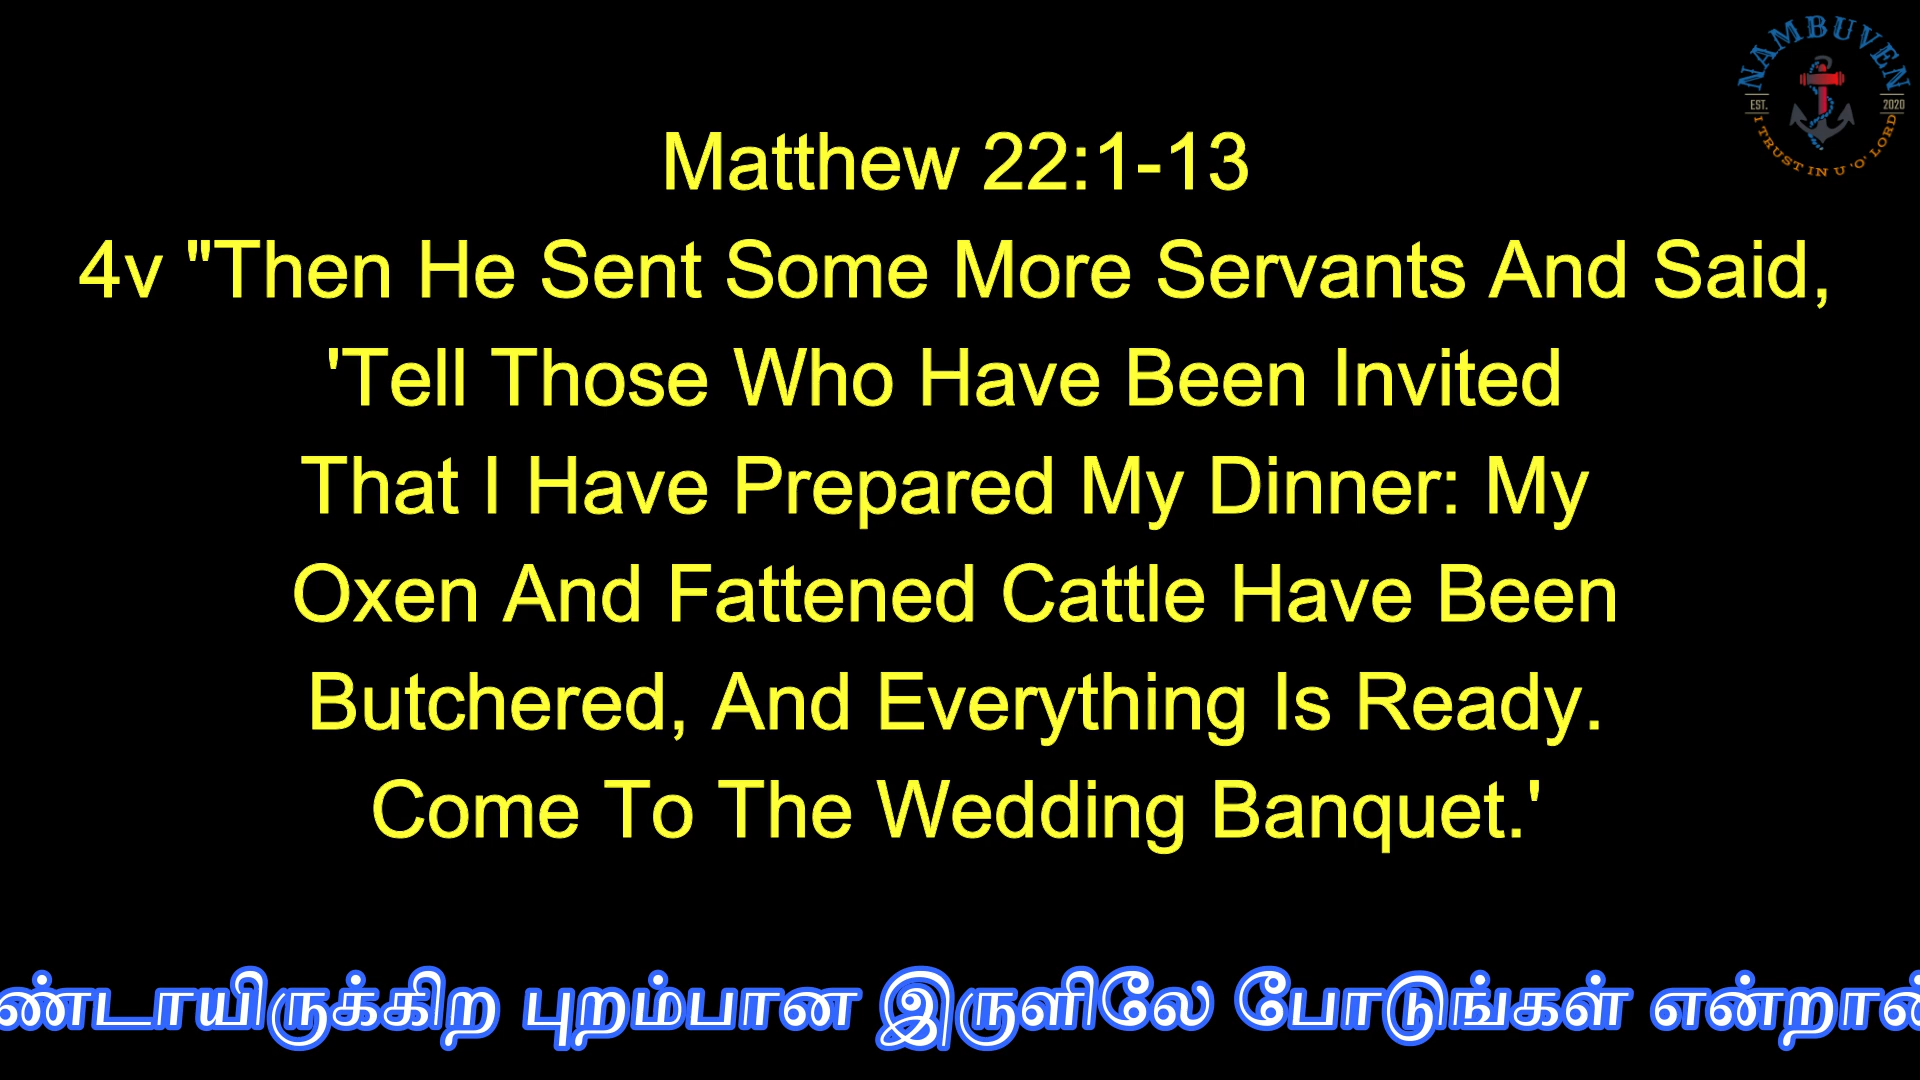 NAMBUVEN
EST. 2020
I TRUST IN U 'O' LORD
Matthew 22:1-13
4v "Then He Sent Some More Servants And Said,
'Tell Those Who Have Been Invited
That I Have Prepared My Dinner: My
Oxen And Fattened Cattle Have Been
Butchered, And Everything Is Ready.
Come To The Wedding Banquet.'
ண்டாயிருக்கிற புறம்பான இருளிலே போடுங்கள் என்றான்